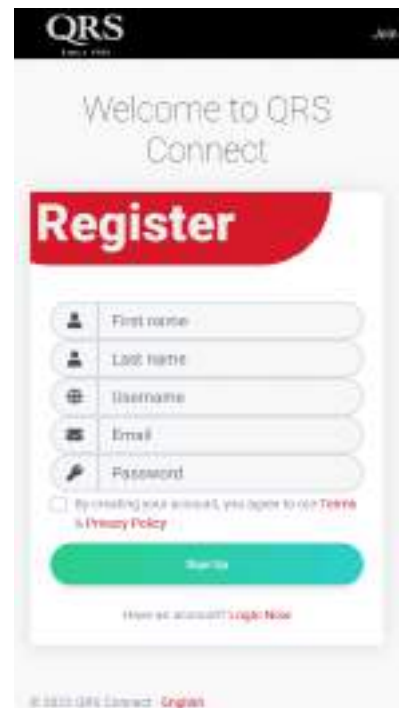 QRS
Join
Welcome to QRS
Connect
Register
First name
Last name
Username
Email
Password
By creating your account, you agree to our Terms
& Privacy Policy
Sign Up
Have an account? Login Now
QRS Connect · English